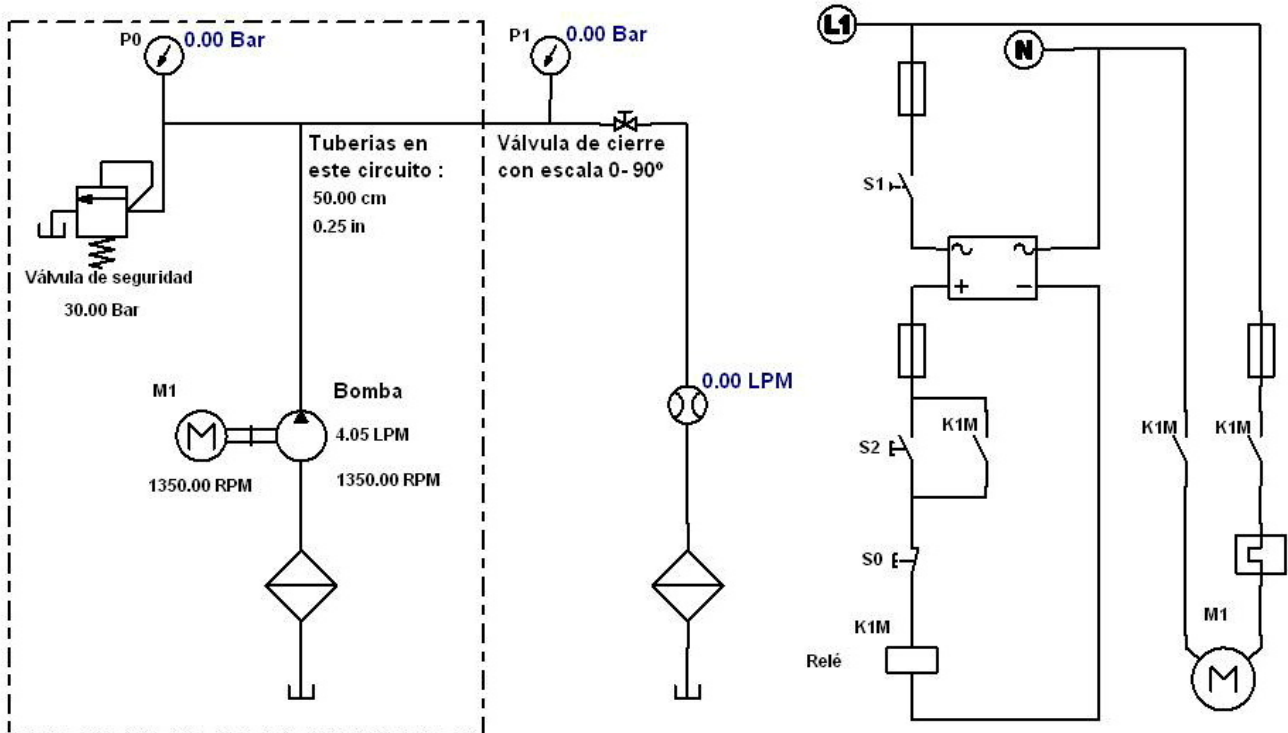 P0
0.00 Bar
P1
0.00 Bar
Tuberias en
este circuito :
50.00 cm
0.25 in
Válvula de cierre
con escala 0-90º
Válvula de seguridad
30.00 Bar
M1
M
1350.00 RPM
Bomba
4.05 LPM
1350.00 RPM
0.00 LPM
L1
N
S1
+
-
S2
K1M
K1M
K1M
S0
K1M
Relé
M1
M